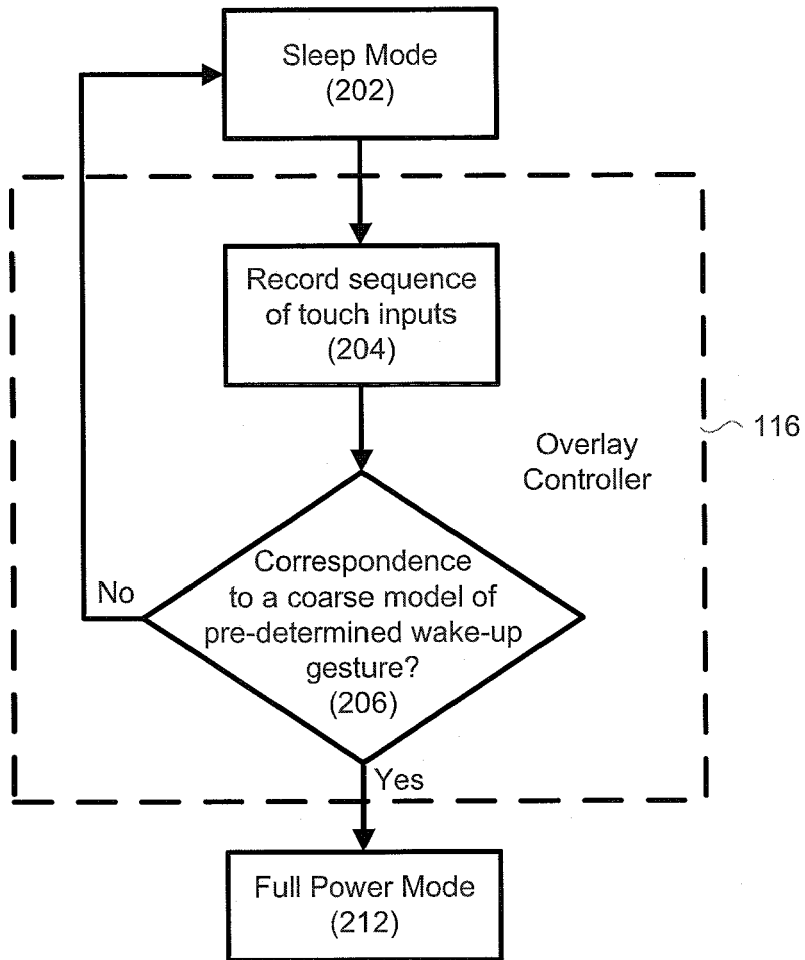 Sleep Mode
(202)
Record sequence
of touch inputs
(204)
116
Overlay
Controller
Correspondence
to a coarse model of
pre-determined wake-up
gesture?
(206)
No
Yes
Full Power Mode
(212)